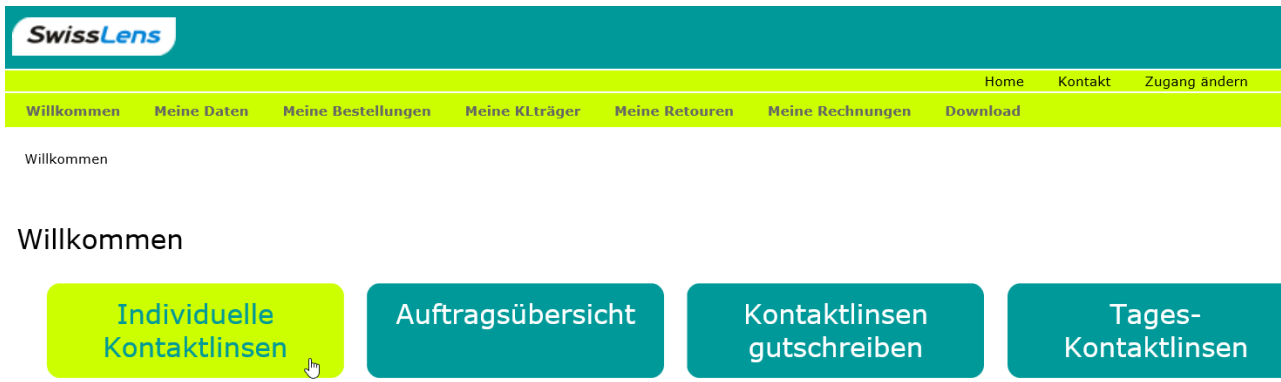 SwissLens
Home Kontakt Zugang ändern
Willkommen Meine Daten Meine Bestellungen Meine KLträger Meine Retouren Meine Rechnungen Download
Willkommen
Willkommen
Individuelle
Kontaktlinsen
Auftragsübersicht
Kontaktlinsen
gutschreiben
Tages-
Kontaktlinsen